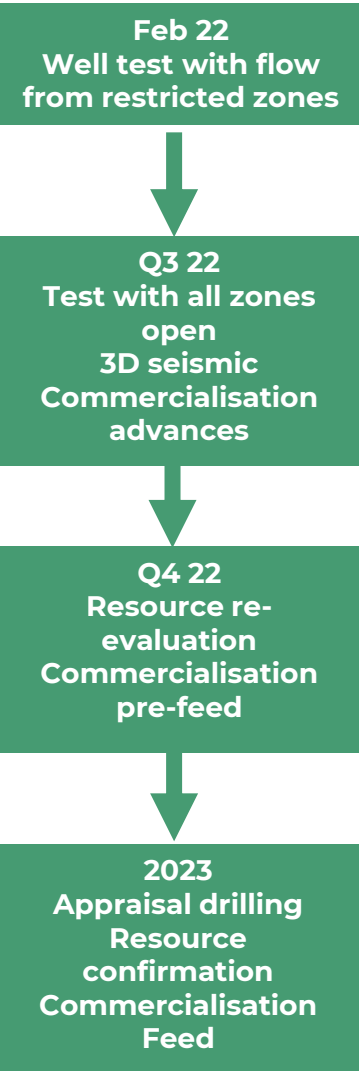 Feb 22
Well test with flow
from restricted zones
Q3 22
Test with all zones
open
3D seismic
Commercialisation
advances
Q4 22
Resource re-
evaluation
Commercialisation
pre-feed
2023
Appraisal drilling
Resource
confirmation
Commercialisation
Feed